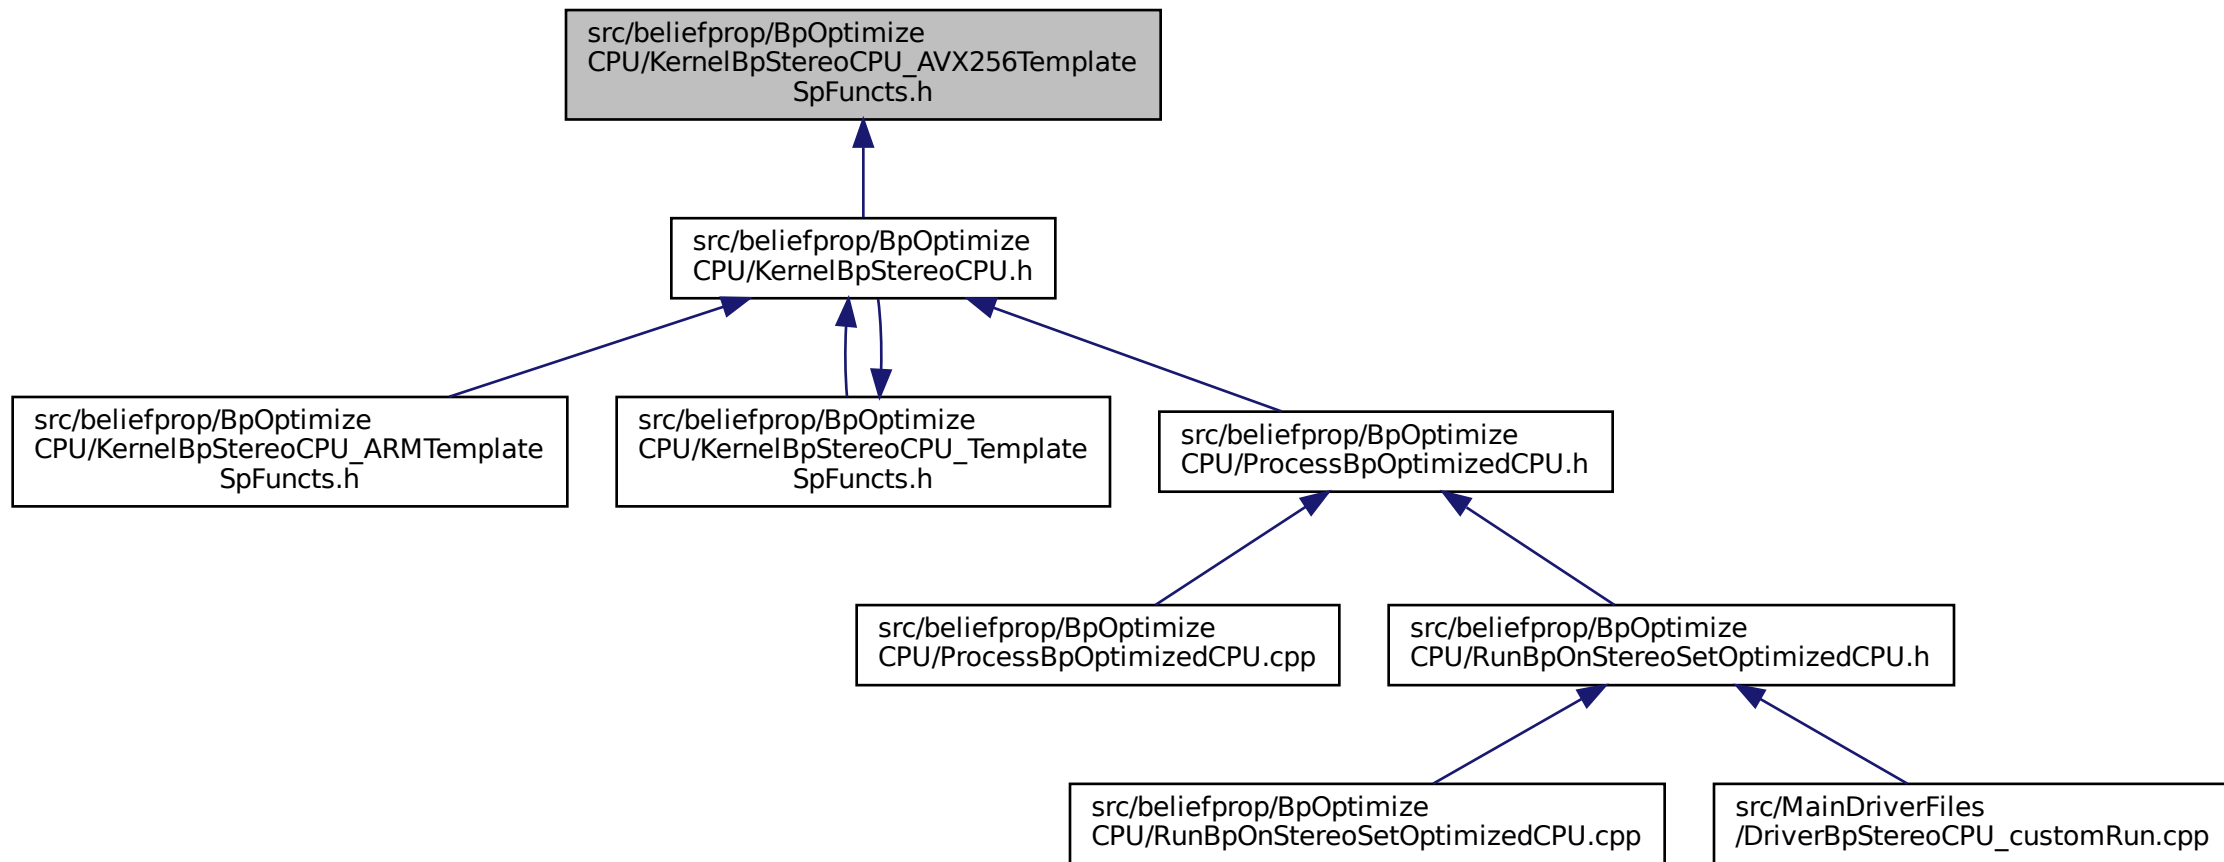 src/beliefprop/BpOptimize
CPU/KernelBpStereoCPU_AVX256Template
SpFuncts.h
src/beliefprop/BpOptimize
CPU/KernelBpStereoCPU.h
src/beliefprop/BpOptimize
CPU/KernelBpStereoCPU_ARMTemplate
SpFuncts.h
src/beliefprop/BpOptimize
CPU/KernelBpStereoCPU_Template
SpFuncts.h
src/beliefprop/BpOptimize
CPU/ProcessBpOptimizedCPU.h
src/beliefprop/BpOptimize
CPU/ProcessBpOptimizedCPU.cpp
src/beliefprop/BpOptimize
CPU/RunBpOnStereoSetOptimizedCPU.h
src/beliefprop/BpOptimize
CPU/RunBpOnStereoSetOptimizedCPU.cpp
src/MainDriverFiles
/DriverBpStereoCPU_customRun.cpp